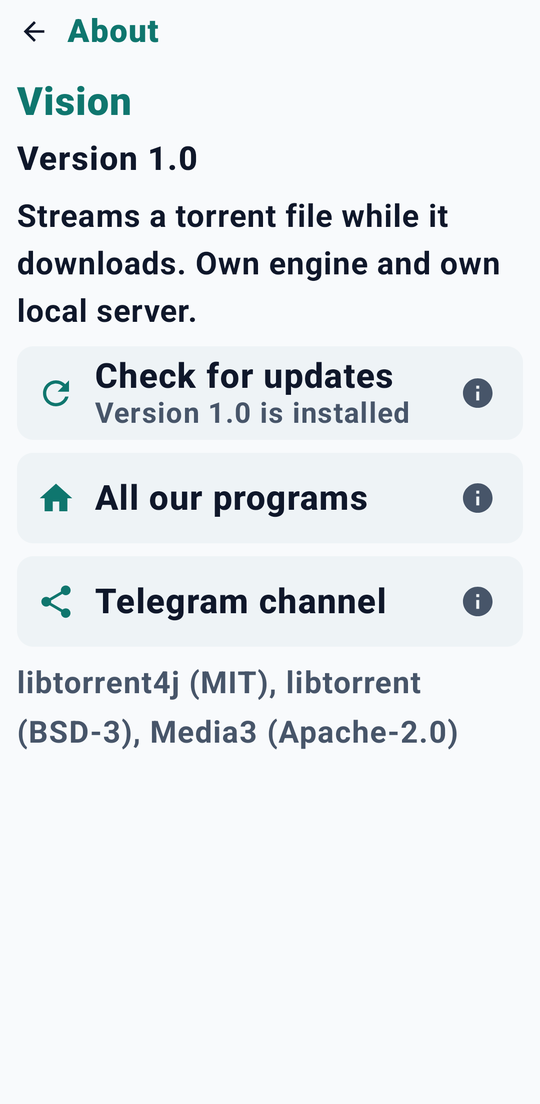 About
Vision
Version 1.0
Streams a torrent file while it
downloads. Own engine and own
local server.
Check for updates
Version 1.0 is installed
All our programs
Telegram channel
libtorrent4j (MIT), libtorrent
(BSD-3), Media3 (Apache-2.0)